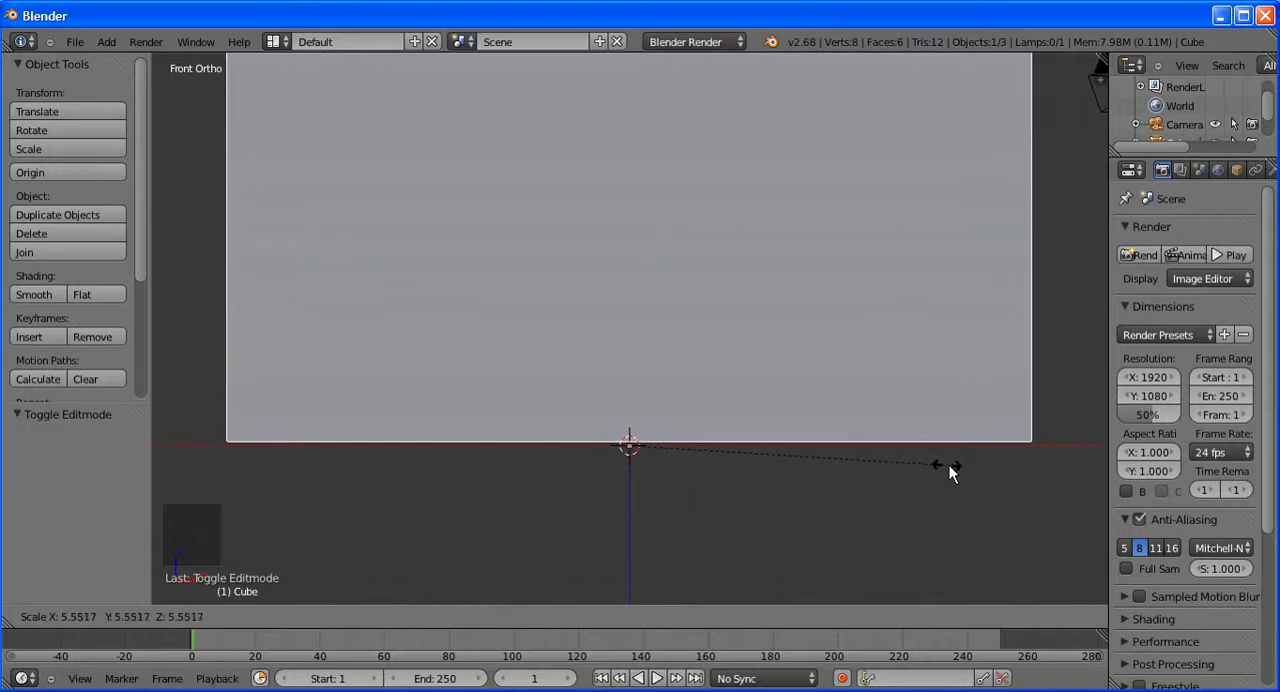 Blender
File Add Render Window Help Default Scene Blender Render v2.68 | Verts:8 | Faces:6 | Tris:12 | Objects:1/3 | Lamps:0/1 | Mem:7.98M (0.11M) | Cube
Object Tools
Transform:
Translate
Rotate
Scale
Origin
Object:
Duplicate Objects
Delete
Join
Shading:
Smooth Flat
Keyframes:
Insert Remove
Motion Paths:
Calculate Clear
Toggle Editmode
Front Ortho
Last: Toggle Editmode
(1) Cube
Scale X: 5.5517 Y: 5.5517 Z: 5.5517
View Search All
RenderL
World
Camera
Scene
Render
Rend Anima Play
Display Image Editor
Dimensions
Render Presets
Resolution: Frame Rang
X: 1920 Start : 1
Y: 1080 En: 250
50% Fram: 1
Aspect Rati Frame Rate:
X: 1.000 24 fps
Y: 1.000 Time Rema
B C 1 1
Anti-Aliasing
5 8 11 16 Mitchell-N
Full Sam S: 1.000
Sampled Motion Blur
Shading
Performance
Post Processing
Freestyle
-40 -20 0 20 40 60 80 100 120 140 160 180 200 220 240 260 280
View Marker Frame Playback Start: 1 End: 250 1 No Sync